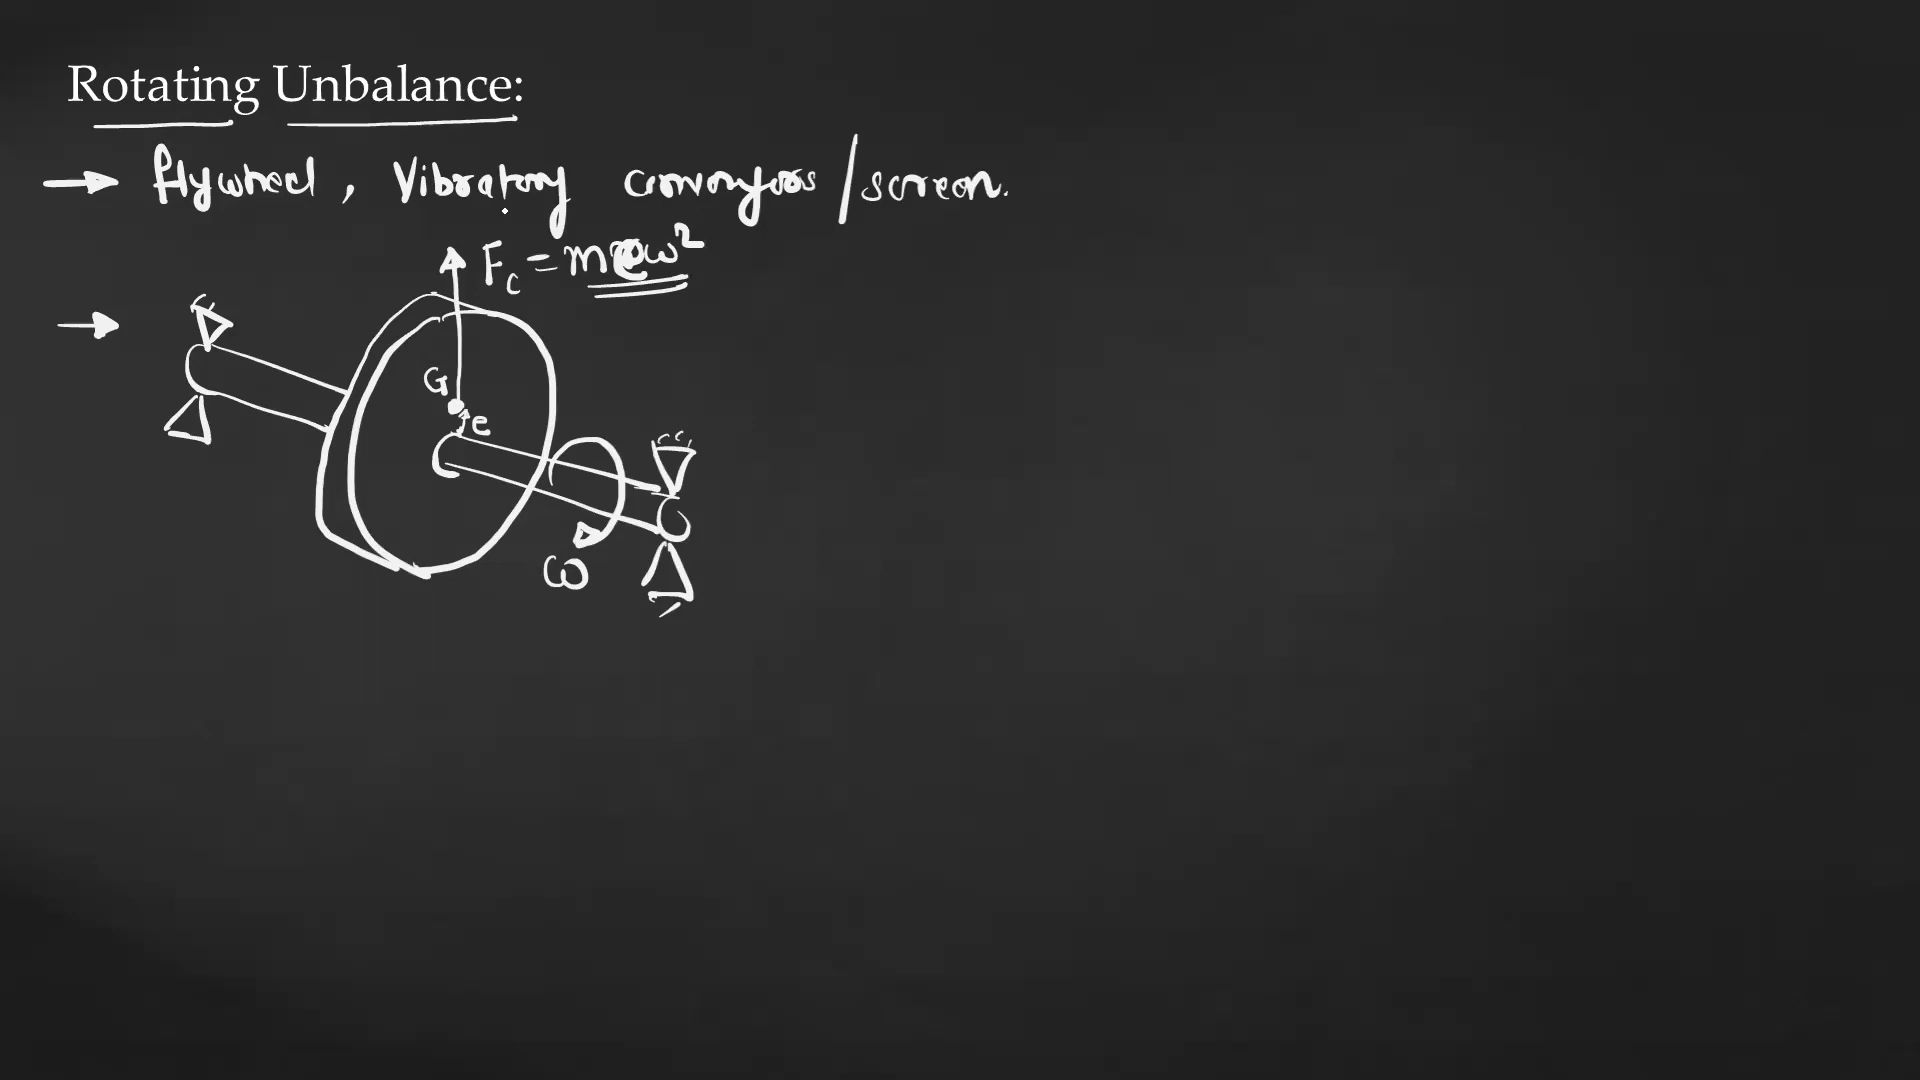 Rotating Unbalance:
→ flywheel, Vibratory conveyors/screen.
F_c = meω²
→
G
e
ω